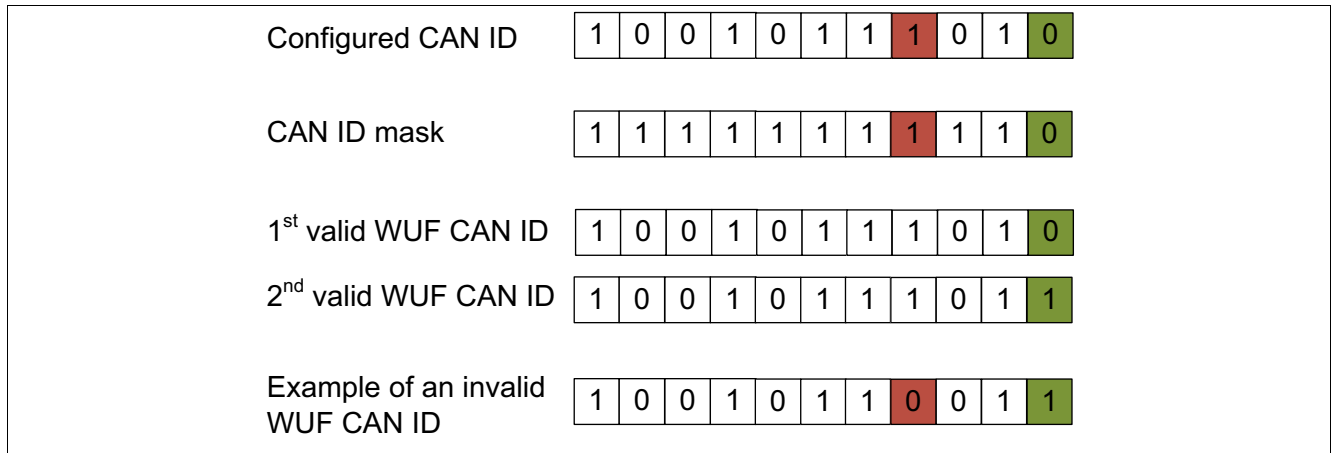 Configured CAN ID 1 0 0 1 0 1 1 1 0 1 0
CAN ID mask 1 1 1 1 1 1 1 1 1 1 0
1st valid WUF CAN ID 1 0 0 1 0 1 1 1 0 1 0
2nd valid WUF CAN ID 1 0 0 1 0 1 1 1 0 1 1
Example of an invalid
WUF CAN ID 1 0 0 1 0 1 1 0 0 1 1